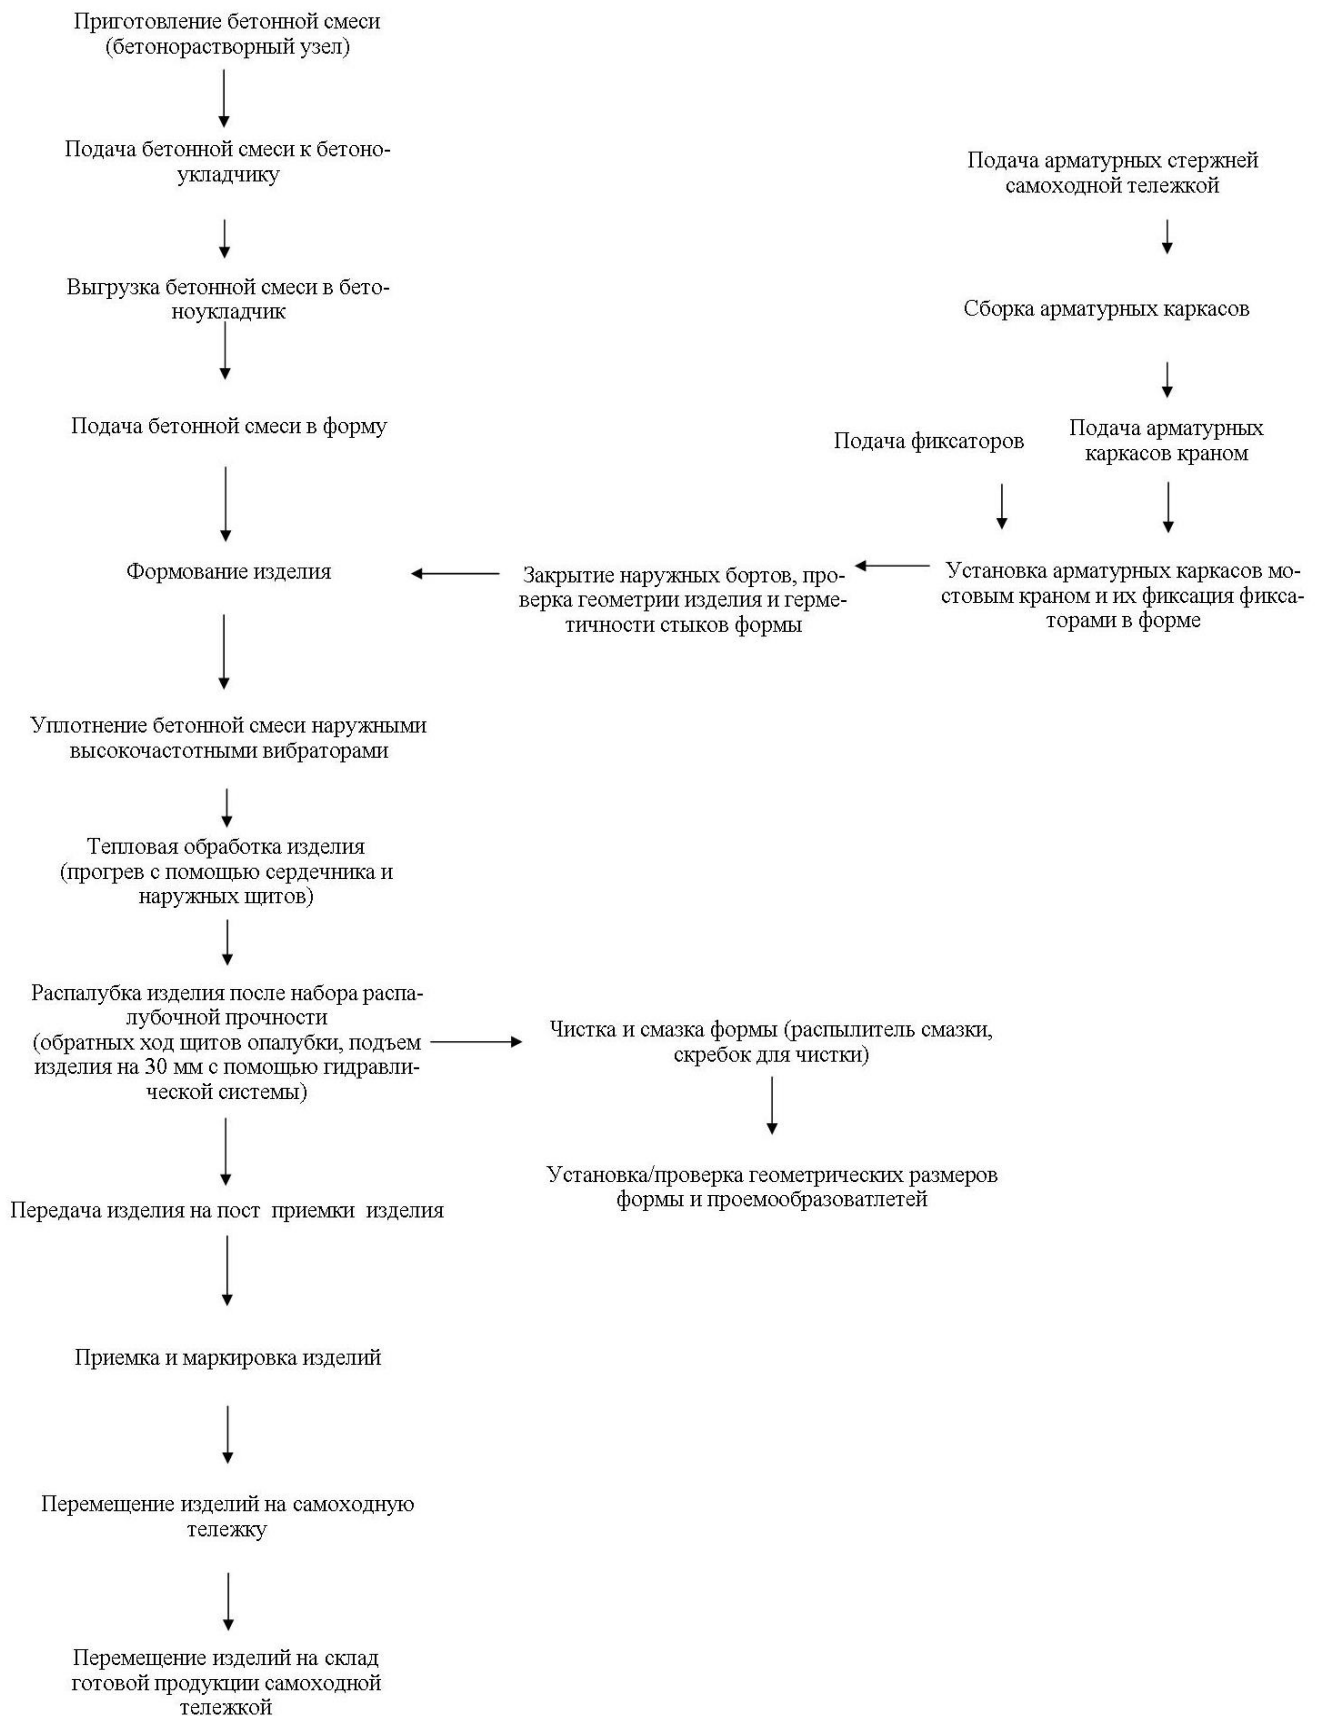 Приготовление бетонной смеси
(бетонорастворный узел)
Подача бетонной смеси к бетоно-
укладчику
Подача арматурных стержней
самоходной тележкой
Выгрузка бетонной смеси в бето-
ноукладчик
Сборка арматурных каркасов
Подача бетонной смеси в форму
Подача фиксаторов
Подача арматурных
каркасов краном
Формование изделия
Закрытие наружных бортов, про-
верка геометрии изделия и герме-
тичности стыков формы
Установка арматурных каркасов мо-
стовым краном и их фиксация фикса-
торами в форме
Уплотнение бетонной смеси наружными
высокочастотными вибраторами
Тепловая обработка изделия
(прогрев с помощью сердечника и
наружных щитов)
Распалубка изделия после набора распа-
лубочной прочности
(обратных ход щитов опалубки, подъем
изделия на 30 мм с помощью гидравли-
ческой системы)
Чистка и смазка формы (распылитель смазки,
скребок для чистки)
Установка/проверка геометрических размеров
формы и проемообразоватлетей
Передача изделия на пост приемки изделия
Приемка и маркировка изделий
Перемещение изделий на самоходную
тележку
Перемещение изделий на склад
готовой продукции самоходной
тележкой